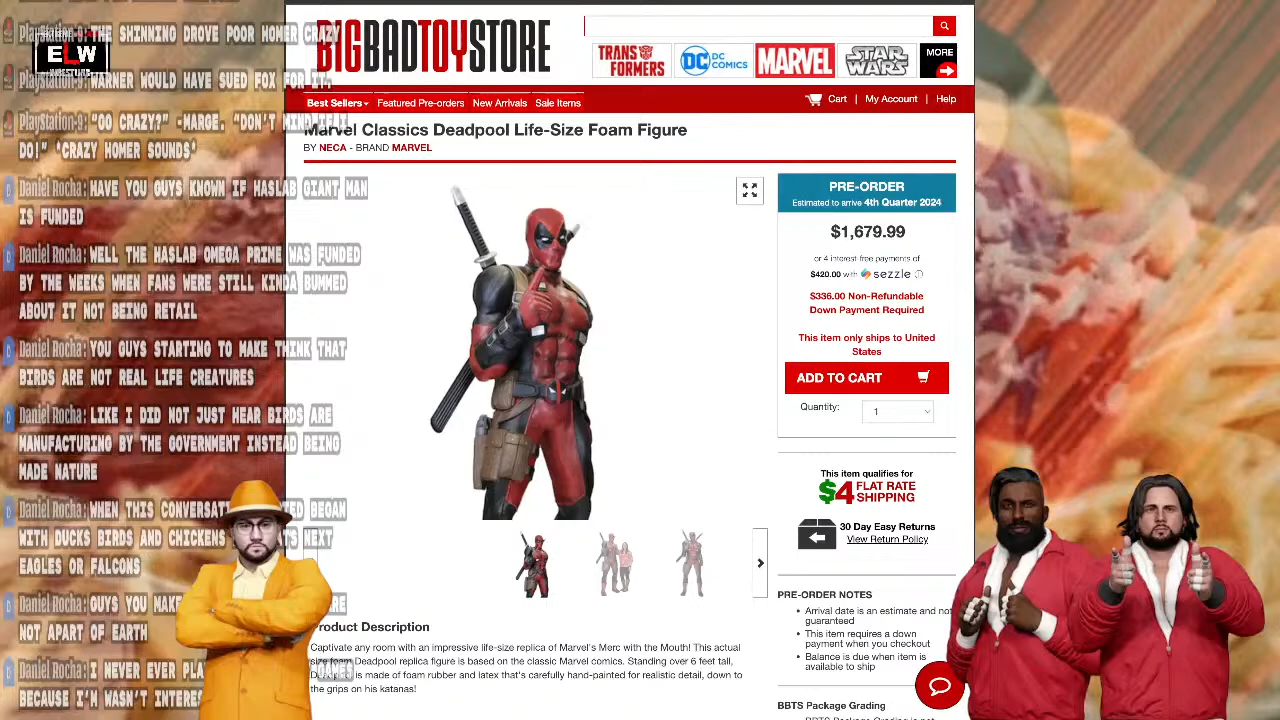 PlayStation-9: "THE SHINNING DROVE POOR HOMER CRAZY
PlayStation-9: WARNER WOULD HAVE SUED FOX FOR IT.
PlayStation-9: "GO CRAZY?" -MARGE. "DON'T MIND IF I
DO!" *CRAZY HOMER SOUNDS*
Daniel Rocha: HAVE YOU GUYS KNOWN IF HASLAB GIANT MAN
IS FUNDED
Daniel Rocha: WELL THE HASLAB OMEGA PRIME WAS FUNDED
BY THE WEEKS WHEN FANS WERE STILL KINDA BUMMED
ABOUT IT NOT BEING RETAIL
Daniel Rocha: YOU GUYS STARTING TO MAKE THINK THAT
BIRDS ARE NOT REAL LIFE CREATURES
Daniel Rocha: LIKE I DID NOT JUST HEAR BIRDS ARE
MANUFACTURING BY THE GOVERNMENT INSTEAD BEING
MADE NATURE
Daniel Rocha: WHEN THIS CONVERSAT TED BEGAN
WITH DUCKS BIRDS AND CHICKENS NEXT
EAGLES OR FALCONS
Daniel Rocha: GUYS YOU MAKE ARE
NOT APART OF EARTH
Daniel Rocha: I NEVER EVER PLA GAMES
BECAUSE I'M WASN'T INTERES
ELW
BIGBADTOYSTORE
TRANSFORMERS
DC DC COMICS
MARVEL
STAR WARS
MORE
Best Sellers
Featured Pre-orders
New Arrivals
Sale Items
Cart | My Account | Help
Marvel Classics Deadpool Life-Size Foam Figure
BY NECA - BRAND MARVEL
PRE-ORDER
Estimated to arrive 4th Quarter 2024
$1,679.99
or 4 interest-free payments of
$420.00 with sezzle
$336.00 Non-Refundable
Down Payment Required
This item only ships to United
States
ADD TO CART
Quantity: 1
This item qualifies for
$4 FLAT RATE
SHIPPING
30 Day Easy Returns
View Return Policy
PRE-ORDER NOTES
• Arrival date is an estimate and not
guaranteed
• This item requires a down
payment when you checkout
• Balance is due when item is
available to ship
BBTS Package Grading
Product Description
Captivate any room with an impressive life-size replica of Marvel's Merc with the Mouth! This actual
size foam Deadpool replica figure is based on the classic Marvel comics. Standing over 6 feet tall,
is made of foam rubber and latex that's carefully hand-painted for realistic detail, down to
the grips on his katanas!